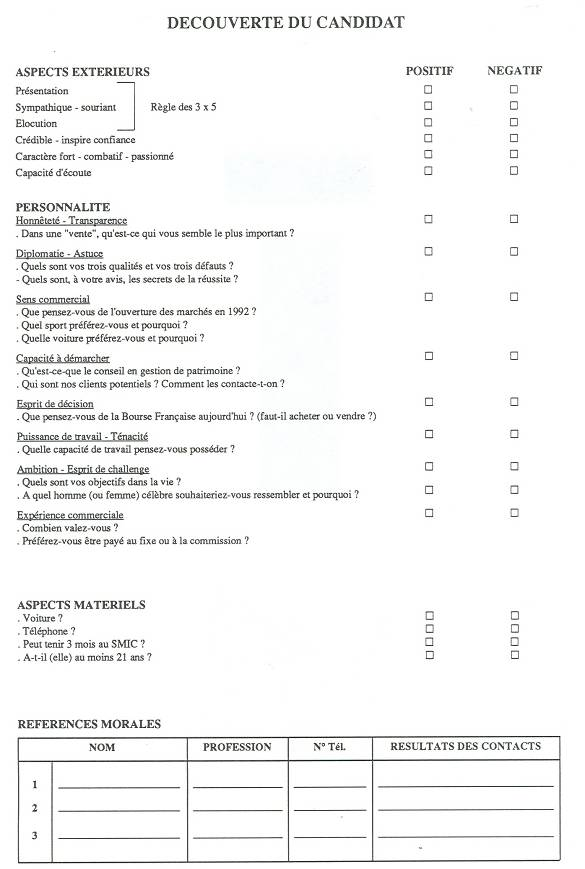 DECOUVERTE DU CANDIDAT
ASPECTS EXTERIEURS POSITIF NEGATIF
Présentation
Sympathique - souriant Règle des 3 x 5
Elocution
Crédible - inspire confiance
Caractère fort - combatif - passionné
Capacité d'écoute
PERSONNALITE
Honnêteté - Transparence
. Dans une "vente", qu'est-ce qui vous semble le plus important ?
Diplomatie - Astuce
. Quels sont vos trois qualités et vos trois défauts ?
- Quels sont, à votre avis, les secrets de la réussite ?
Sens commercial
. Que pensez-vous de l'ouverture des marchés en 1992 ?
. Quel sport préférez-vous et pourquoi ?
. Quelle voiture préférez-vous et pourquoi ?
Capacité à démarcher
. Qu'est-ce-que le conseil en gestion de patrimoine ?
. Qui sont nos clients potentiels ? Comment les contacte-t-on ?
Esprit de décision
. Que pensez-vous de la Bourse Française aujourd'hui ? (faut-il acheter ou vendre ?)
Puissance de travail - Ténacité
. Quelle capacité de travail pensez-vous posséder ?
Ambition - Esprit de challenge
. Quels sont vos objectifs dans la vie ?
. A quel homme (ou femme) célèbre souhaiteriez-vous ressembler et pourquoi ?
Expérience commerciale
. Combien valez-vous ?
. Préférez-vous être payé au fixe ou à la commission ?
ASPECTS MATERIELS
. Voiture ?
. Téléphone ?
. Peut tenir 3 mois au SMIC ?
. A-t-il (elle) au moins 21 ans ?
REFERENCES MORALES
NOM PROFESSION N° Tél. RESULTATS DES CONTACTS
1
2
3